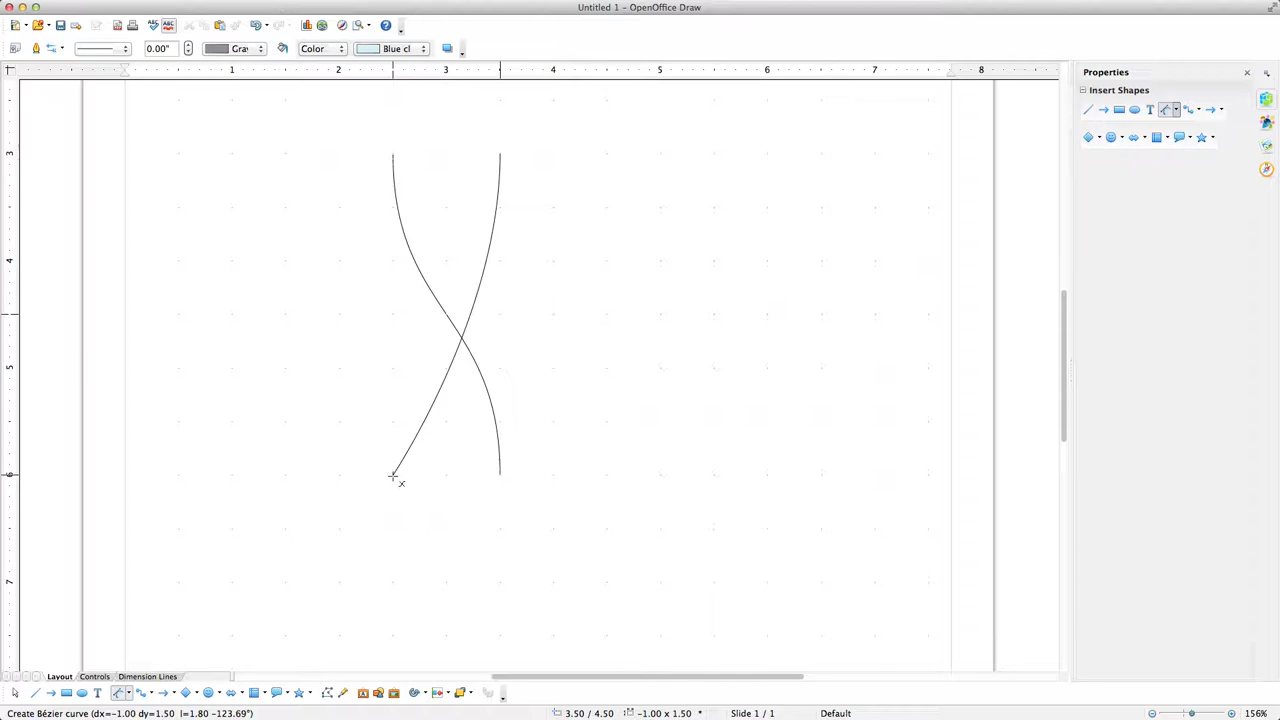 Untitled 1 - OpenOffice Draw
0.00"
Gray
Color
Blue cl
1 2 3 4 5 6 7 8
Properties
Insert Shapes
T
3
4
5
6
7
Layout Controls Dimension Lines
T
Create Bézier curve (dx=-1.00 dy=1.50 l=1.80 -123.69°)
3.50 / 4.50
-1.00 x 1.50
*
Slide 1 / 1
Default
156%